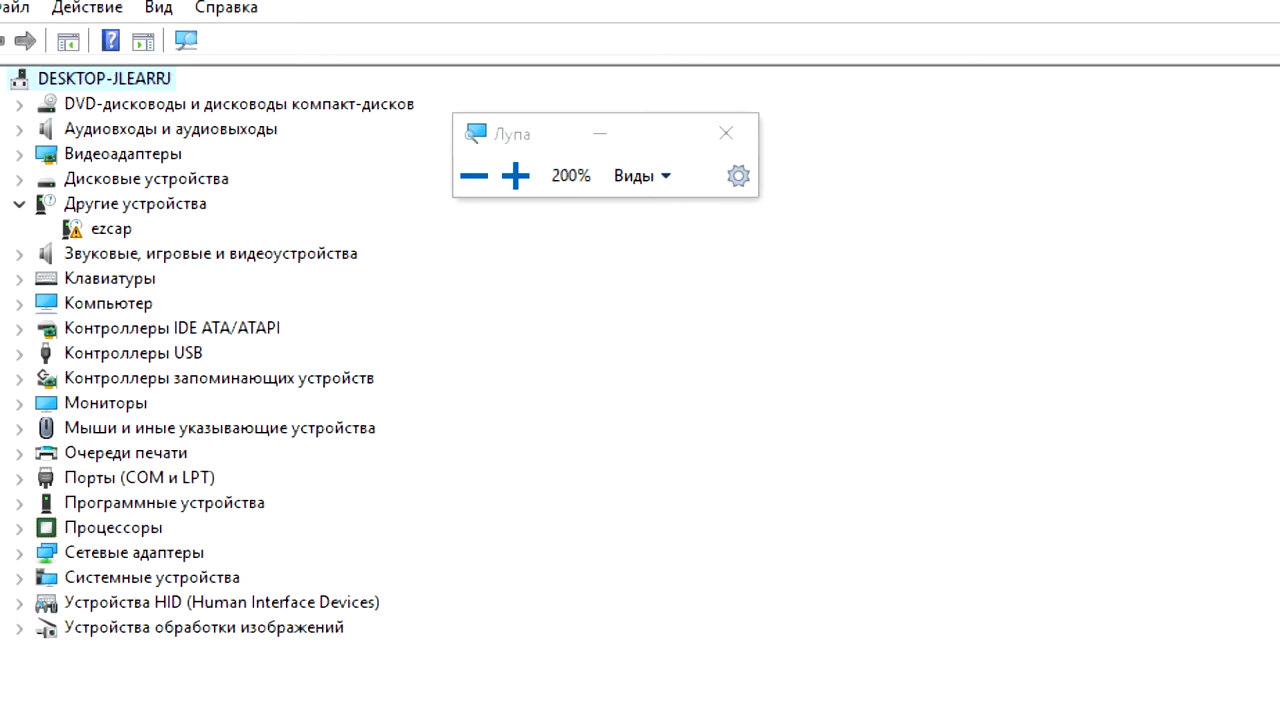 айл Действие Вид Справка
DESKTOP-JLEARRJ
DVD-дисководы и дисководы компакт-дисков
Аудиовходы и аудиовыходы
Видеоадаптеры
Дисковые устройства
Другие устройства
ezcap
Звуковые, игровые и видеоустройства
Клавиатуры
Компьютер
Контроллеры IDE ATA/ATAPI
Контроллеры USB
Контроллеры запоминающих устройств
Мониторы
Мыши и иные указывающие устройства
Очереди печати
Порты (COM и LPT)
Программные устройства
Процессоры
Сетевые адаптеры
Системные устройства
Устройства HID (Human Interface Devices)
Устройства обработки изображений
Лупа
200% Виды